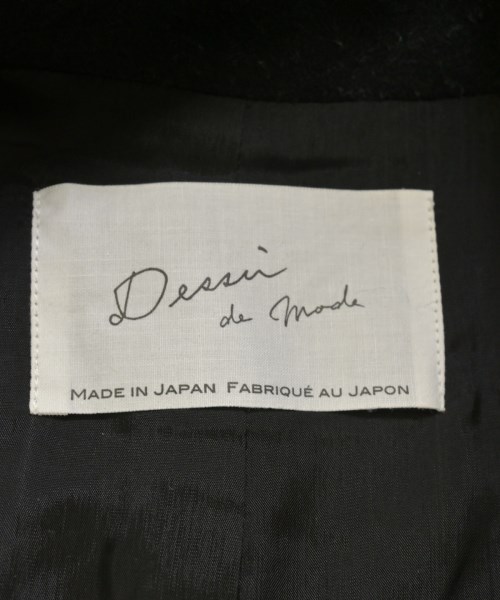 Dessin
de Mode
MADE IN JAPAN FABRIQUÉ AU JAPON